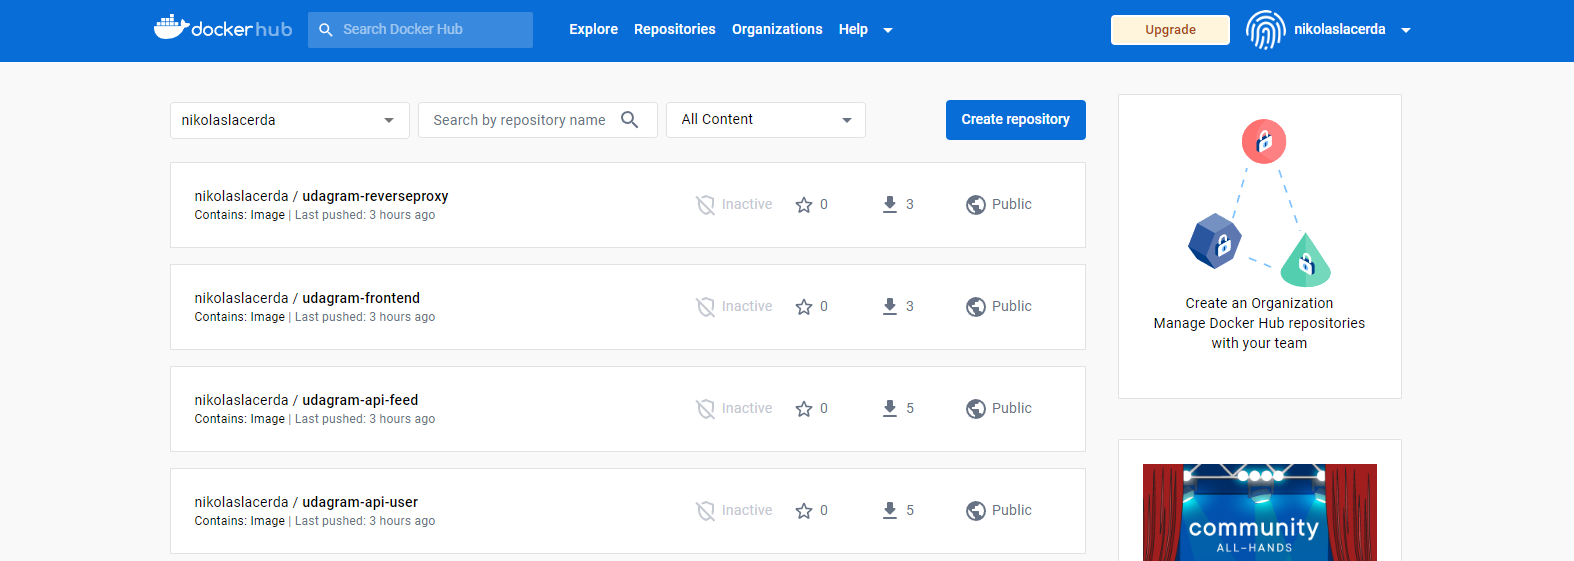 docker hub
Search Docker Hub
Explore
Repositories
Organizations
Help
Upgrade
nikolaslacerda
nikolaslacerda
Search by repository name
All Content
Create repository
nikolaslacerda / udagram-reverseproxy
Contains: Image | Last pushed: 3 hours ago
Inactive
0
3
Public
nikolaslacerda / udagram-frontend
Contains: Image | Last pushed: 3 hours ago
Inactive
0
3
Public
nikolaslacerda / udagram-api-feed
Contains: Image | Last pushed: 3 hours ago
Inactive
0
5
Public
nikolaslacerda / udagram-api-user
Contains: Image | Last pushed: 3 hours ago
Inactive
0
5
Public
Create an Organization
Manage Docker Hub repositories
with your team
community
ALL-HANDS